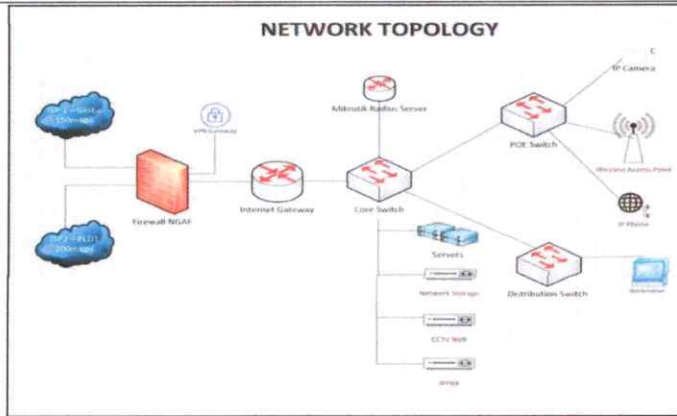 NETWORK TOPOLOGY
IP Camera
Mikrotik Radius Server
VPN Gateway
POE Switch
Wireless Access Point
Firewall NGAF
Internet Gateway
Core Switch
IP Phone
Servers
Network Storage
Distribution Switch
CCTV NVR